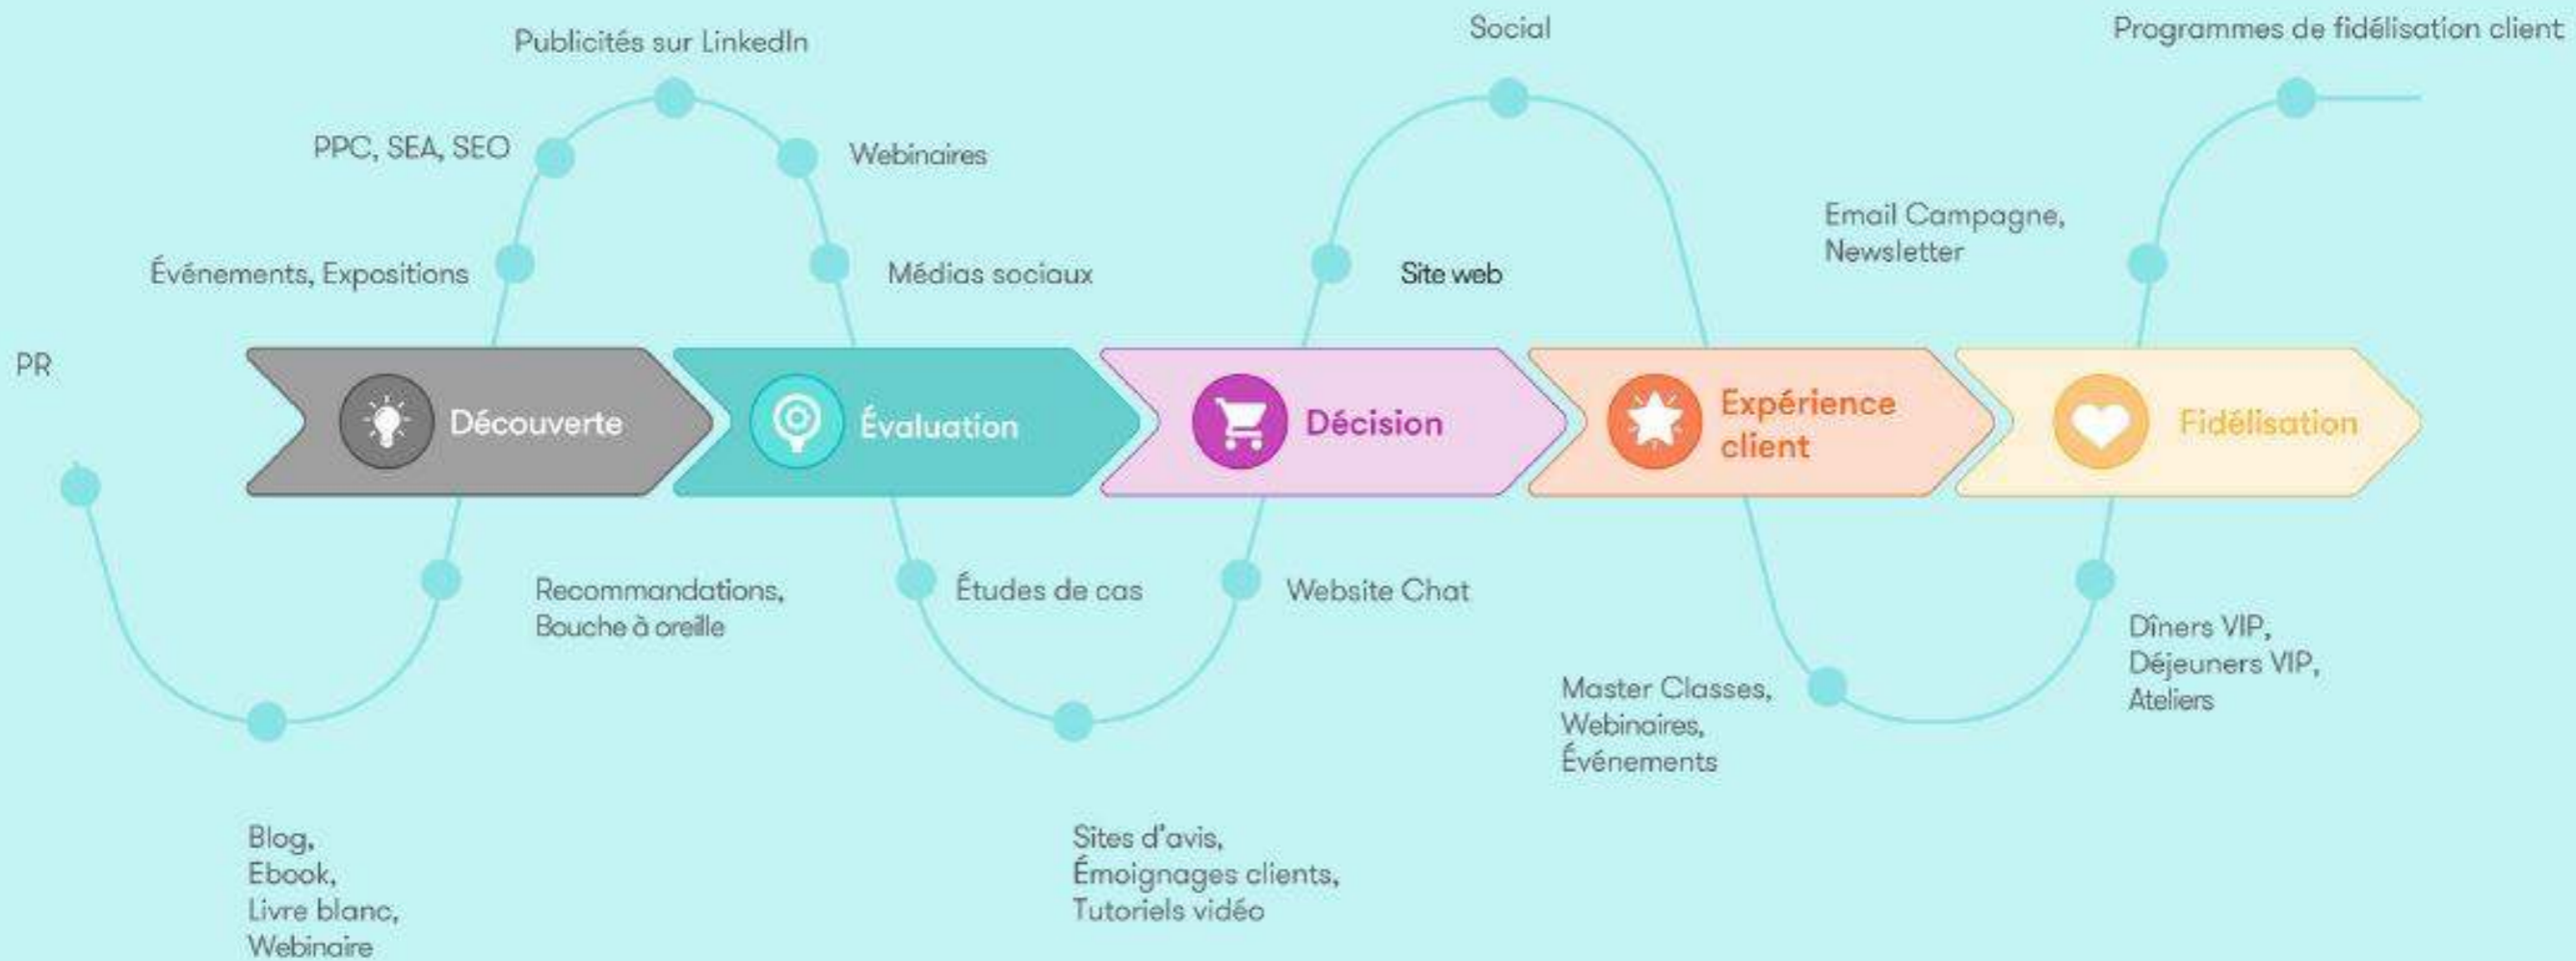 Publicités sur LinkedIn
Social
Programmes de fidélisation client
PPC, SEA, SEO
Webinaires
Email Campagne,
Newsletter
Événements, Expositions
Médias sociaux
Site web
PR
Découverte
Évaluation
Décision
Expérience
client
Fidélisation
Recommandations,
Bouche à oreille
Études de cas
Website Chat
Dîners VIP,
Déjeuners VIP,
Ateliers
Master Classes,
Webinaires,
Événements
Blog,
Ebook,
Livre blanc,
Webinaire
Sites d'avis,
Émoignages clients,
Tutoriels vidéo